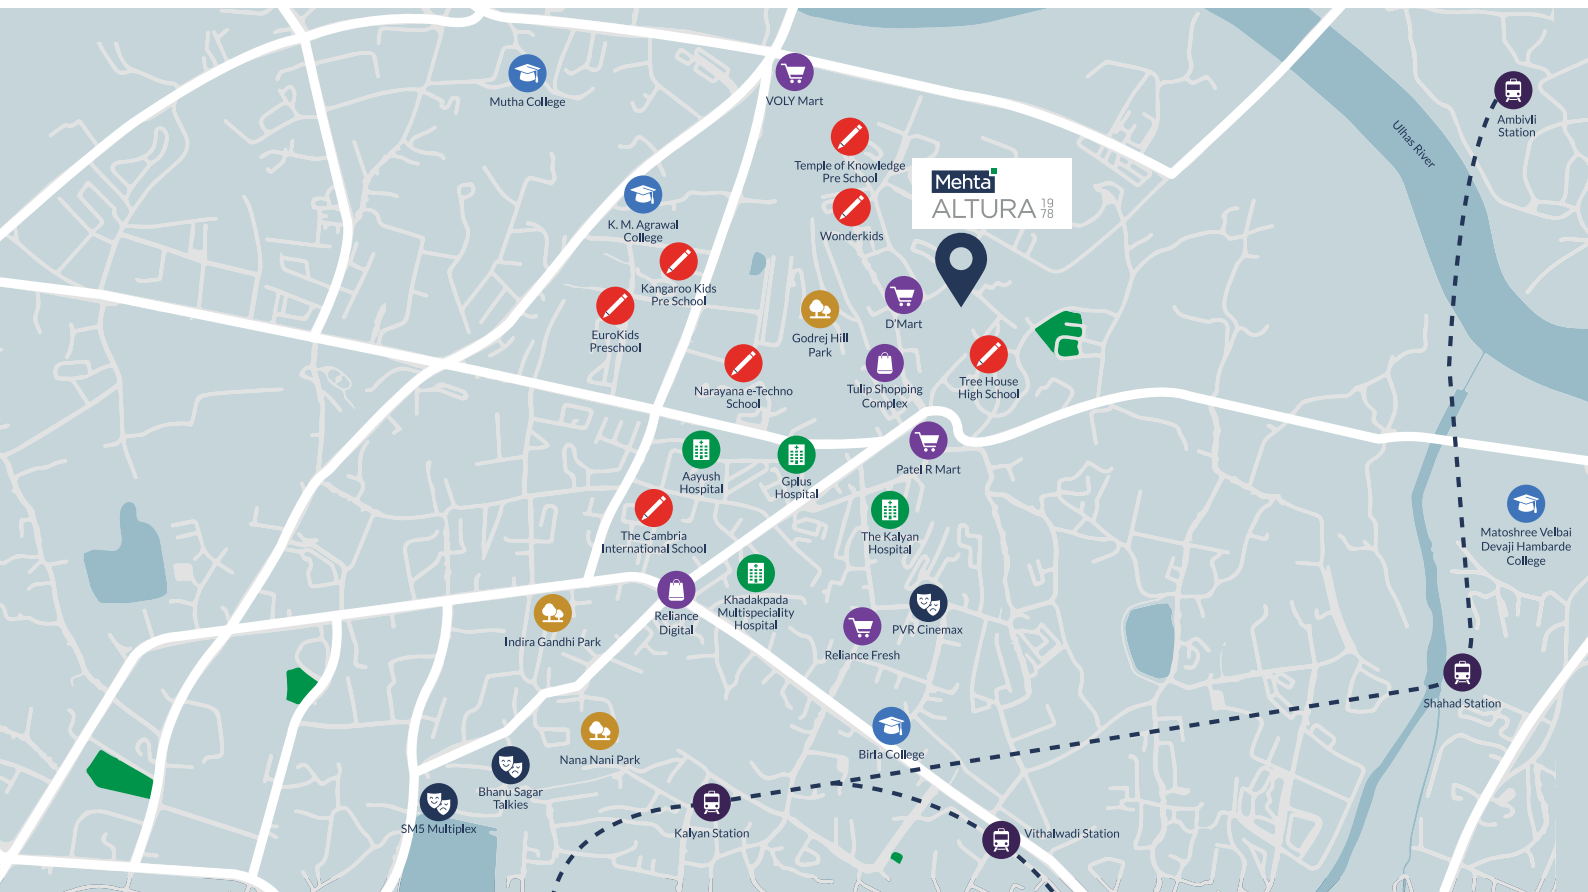 Mutha College
VOLY Mart
Ambivli
Station
Ulhas River
Temple of Knowledge
Pre School
Mehta
ALTURA 19
78
K. M. Agrawal
College
Wonderkids
Kangaroo Kids
Pre School
EuroKids
Preschool
Godrej Hill
Park
D'Mart
Narayana e-Techno
School
Tulip Shopping
Complex
Tree House
High School
Aayush
Hospital
Gplus
Hospital
Patel R Mart
The Cambria
International School
The Kalyan
Hospital
Matoshree Velbai
Devaji Hambarde
College
Indira Gandhi Park
Reliance
Digital
Khadakpada
Multispeciality
Hospital
Reliance Fresh
PVR Cinemax
Shahad Station
Nana Nani Park
Birla College
Bhanu Sagar
Talkies
SM5 Multiplex
Kalyan Station
Vithalwadi Station